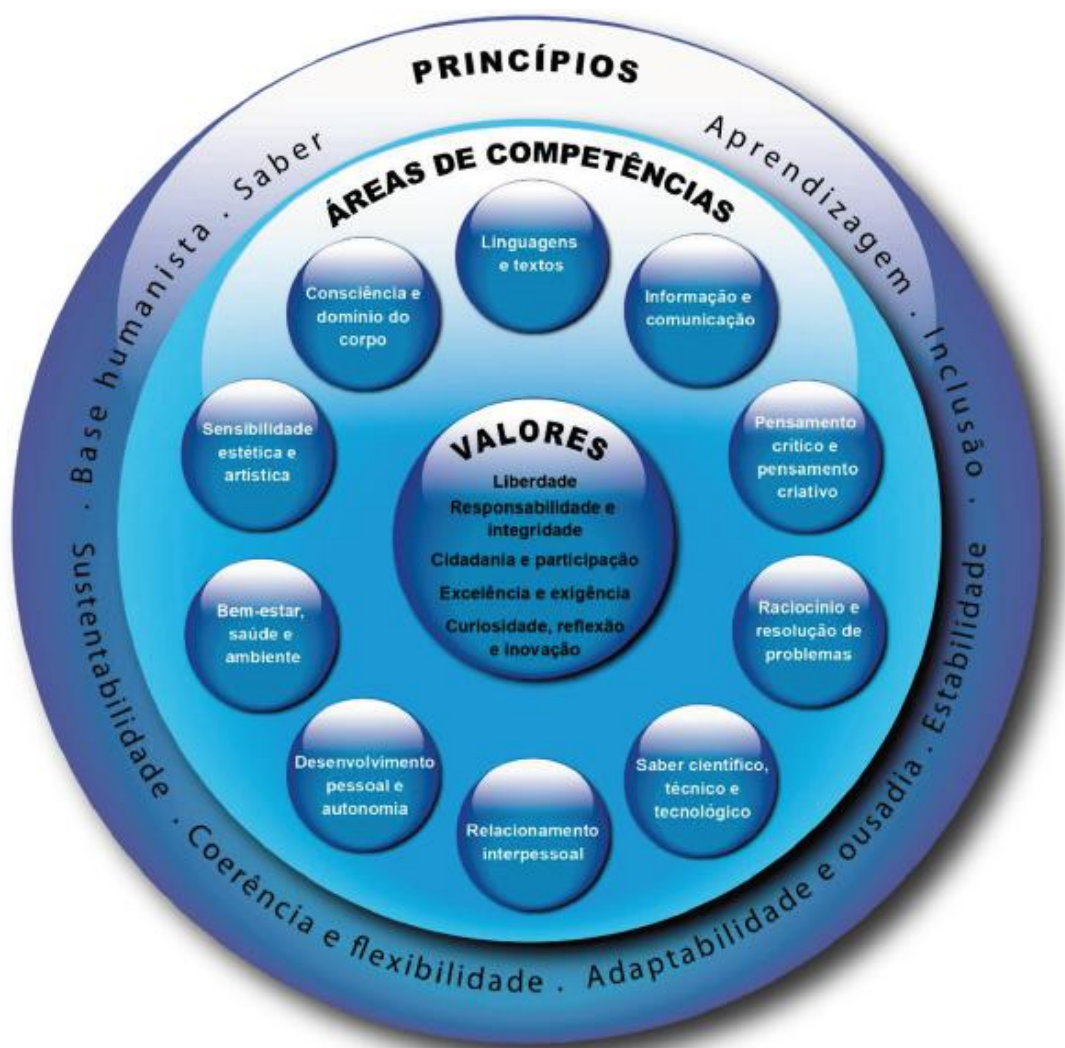 PRINCÍPIOS
. Base humanista . Saber
Aprendizagem . Inclusão .
Sustentabilidade . Coerência e flexibilidade . Adaptabilidade e ousadia . Estabilidade
ÁREAS DE COMPETÊNCIAS
Linguagens
e textos
Informação e
comunicação
Pensamento
crítico e
pensamento
criativo
Raciocínio e
resolução de
problemas
Saber científico,
técnico e
tecnológico
Relacionamento
interpessoal
Desenvolvimento
pessoal e
autonomia
Bem-estar,
saúde e
ambiente
Sensibilidade
estética e
artística
Consciência e
domínio do
corpo
VALORES
Liberdade
Responsabilidade e
integridade
Cidadania e participação
Excelência e exigência
Curiosidade, reflexão
e inovação